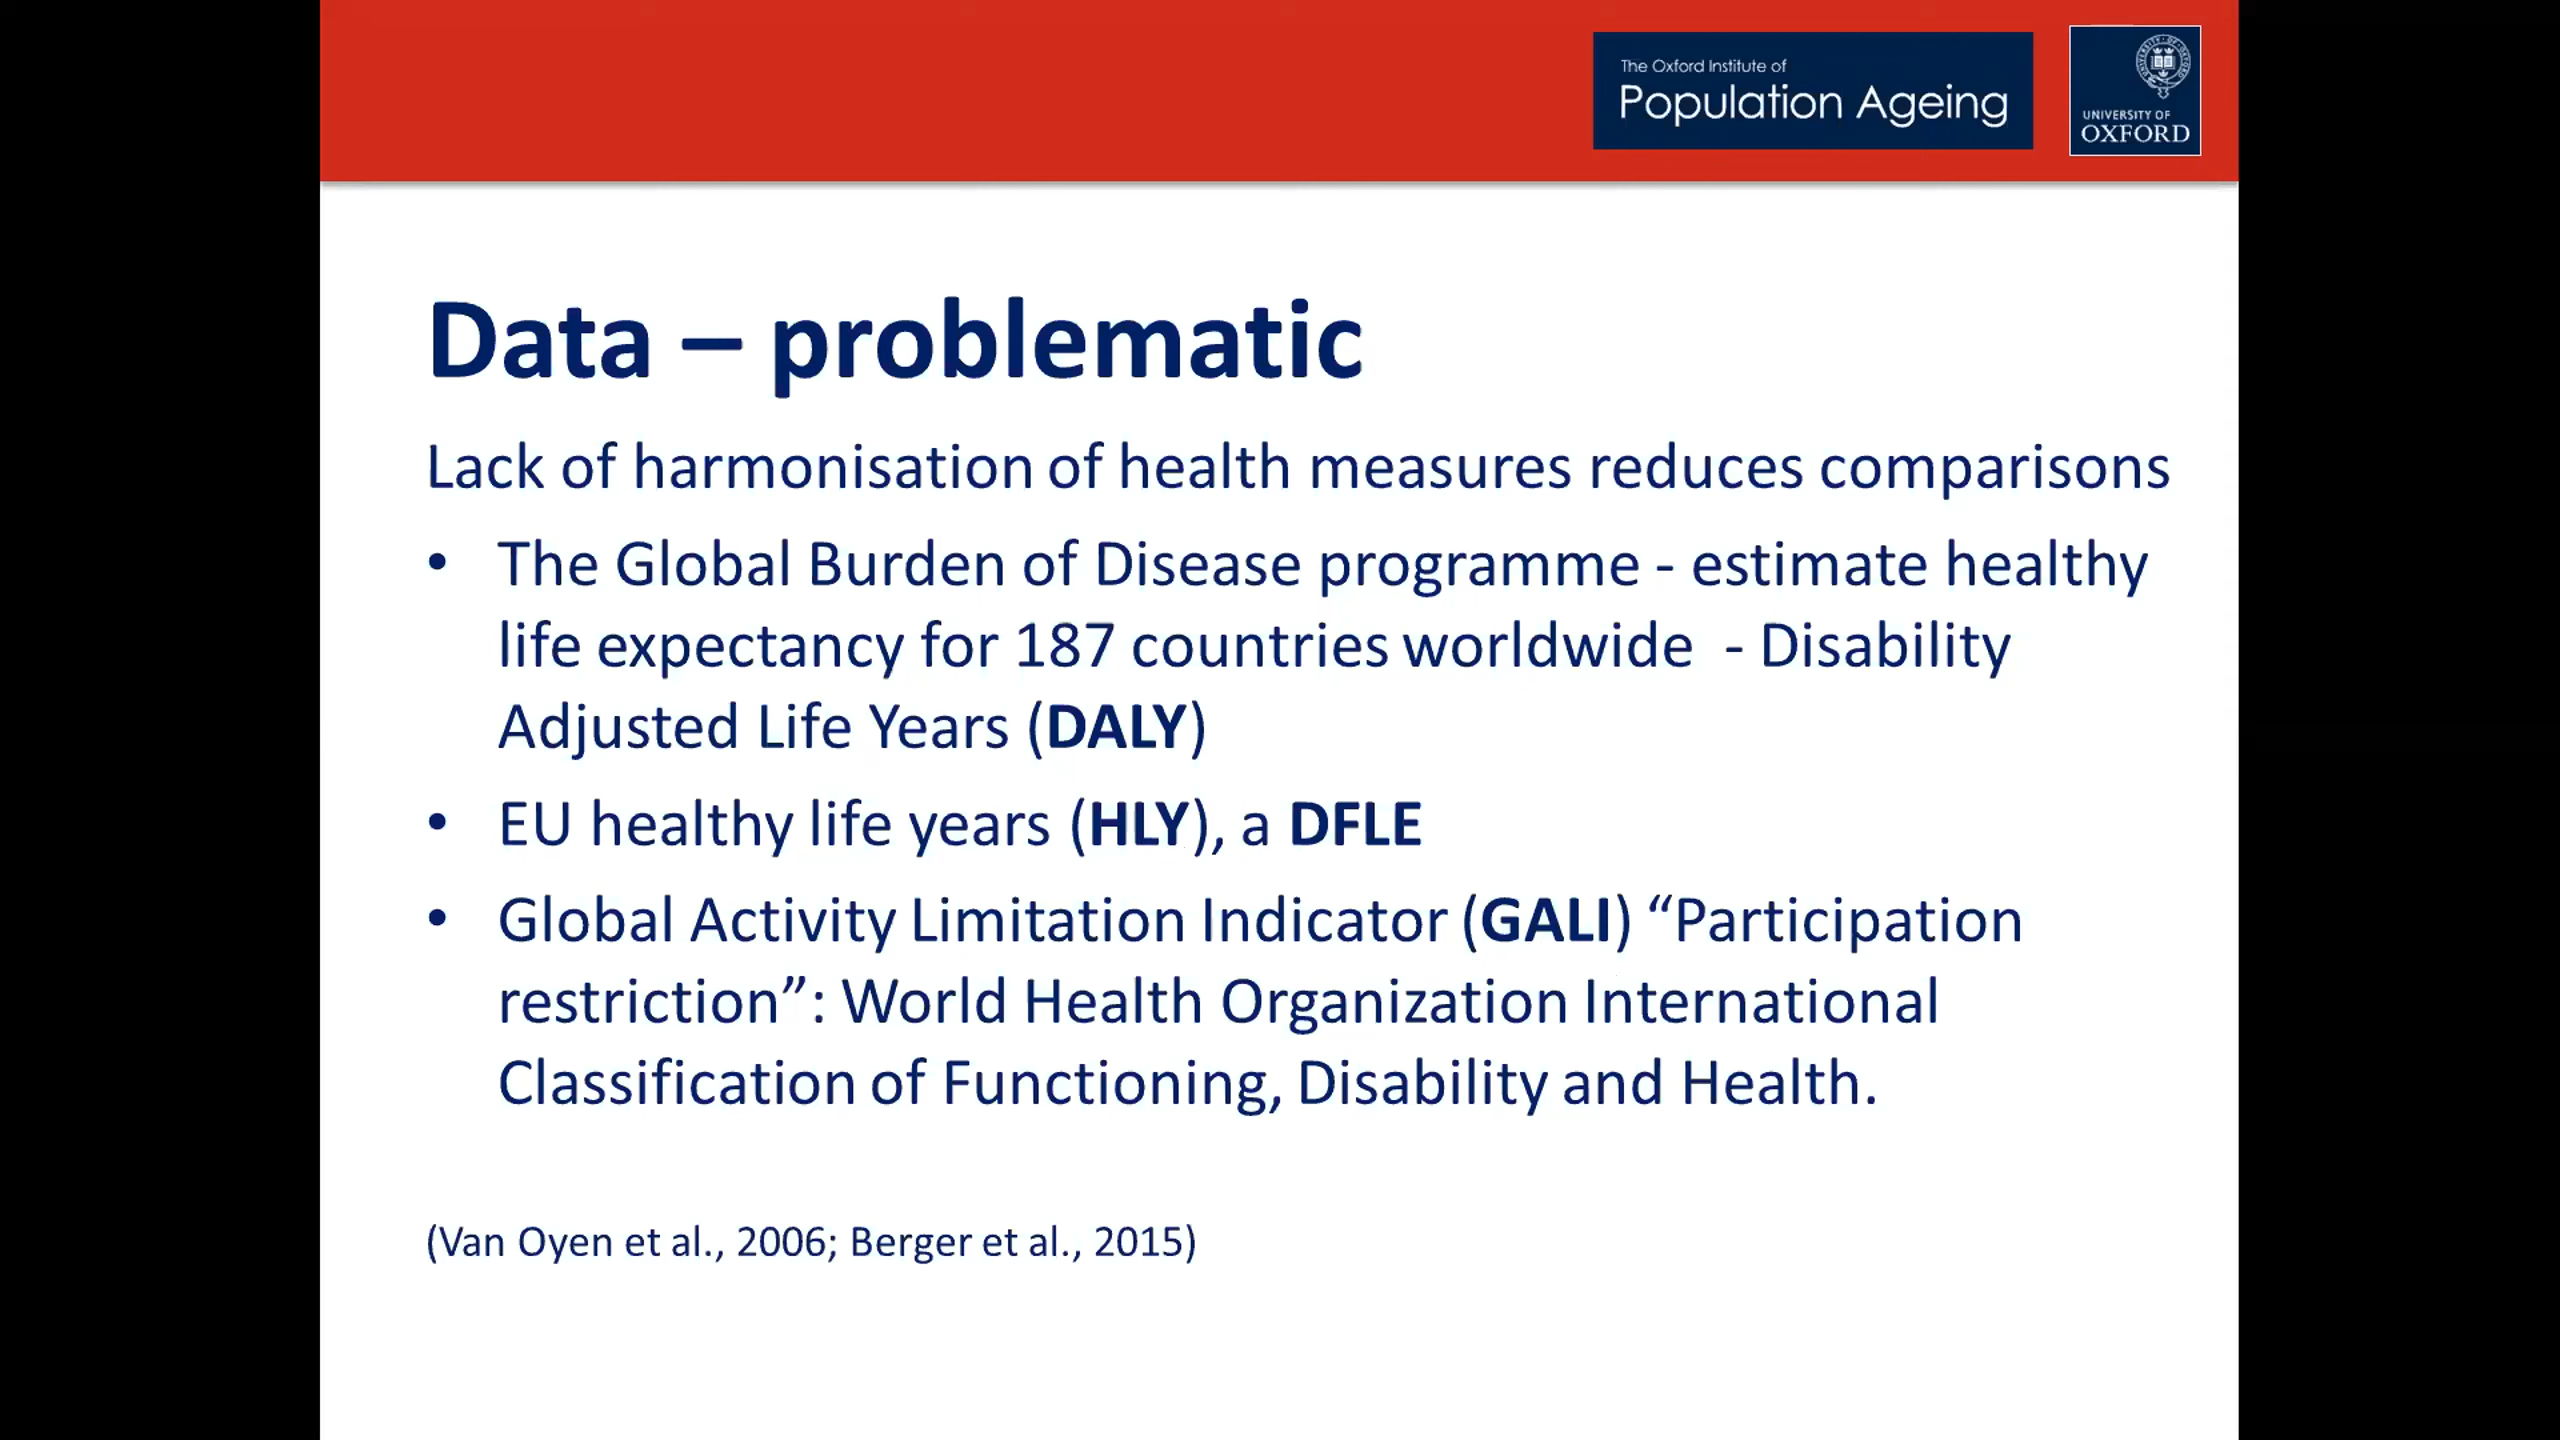 The Oxford Institute of
Population Ageing
UNIVERSITY OF
OXFORD
Data – problematic
Lack of harmonisation of health measures reduces comparisons
• The Global Burden of Disease programme - estimate healthy
life expectancy for 187 countries worldwide  - Disability
Adjusted Life Years (DALY)
• EU healthy life years (HLY), a DFLE
• Global Activity Limitation Indicator (GALI) “Participation
restriction”: World Health Organization International
Classification of Functioning, Disability and Health.
(Van Oyen et al., 2006; Berger et al., 2015)